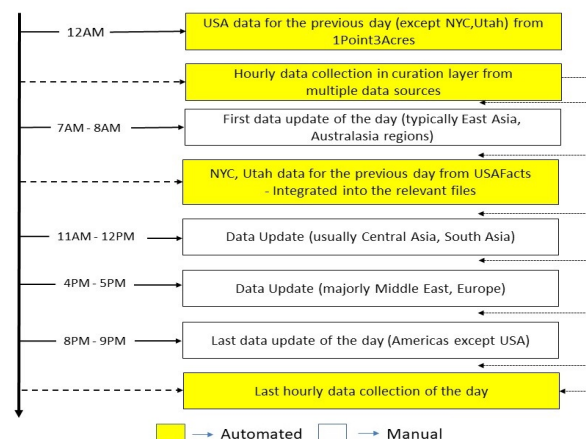 12AM
USA data for the previous day (except NYC,Utah) from
1Point3Acres
Hourly data collection in curation layer from
multiple data sources
7AM - 8AM
First data update of the day (typically East Asia,
Australasia regions)
NYC, Utah data for the previous day from USAFacts
- Integrated into the relevant files
11AM - 12PM
Data Update (usually Central Asia, South Asia)
4PM - 5PM
Data Update (majorly Middle East, Europe)
8PM - 9PM
Last data update of the day (Americas except USA)
Last hourly data collection of the day
Automated
Manual